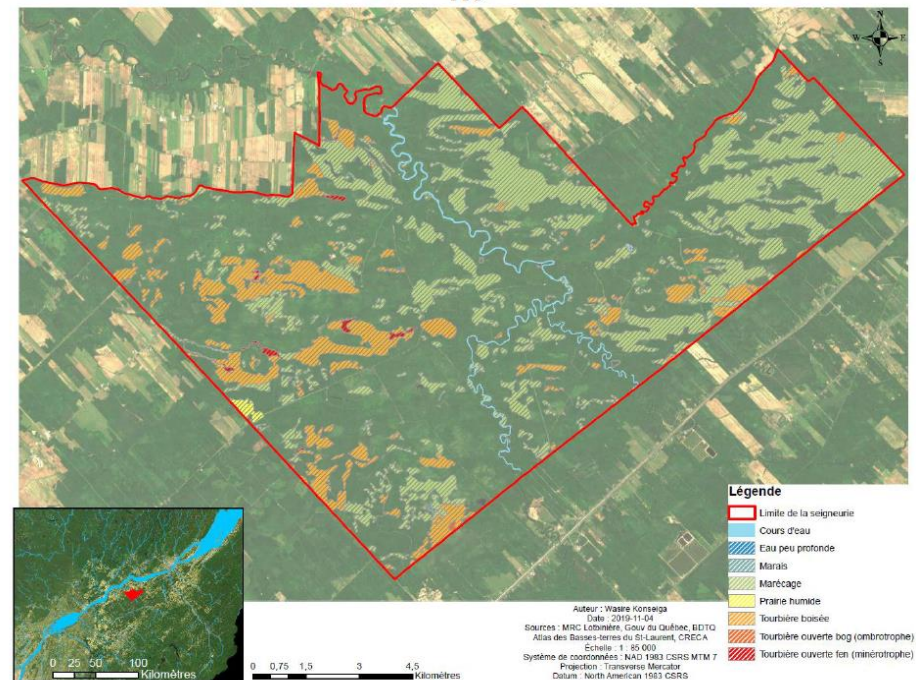 N
W E
S
Légende
Limite de la seigneurie
Cours d'eau
Eau peu profonde
Marais
Marécage
Prairie humide
Tourbière boisée
Tourbière ouverte bog (ombrotrophe)
Tourbière ouverte fen (minérotrophe)
0 25 50 100
Kilomètres
0 0,75 1,5 3 4,5
Kilomètres
Auteur : Wasire Konseiga
Date : 2019-11-04
Sources : MRC Lotbinière, Gouv du Québec, BDTQ
Atlas des Basses-terres du St-Laurent, CRECA
Échelle : 1 : 85 000
Système de coordonnées : NAD 1983 CSRS MTM 7
Projection : Transverse Mercator
Datum : North American 1983 CSRS